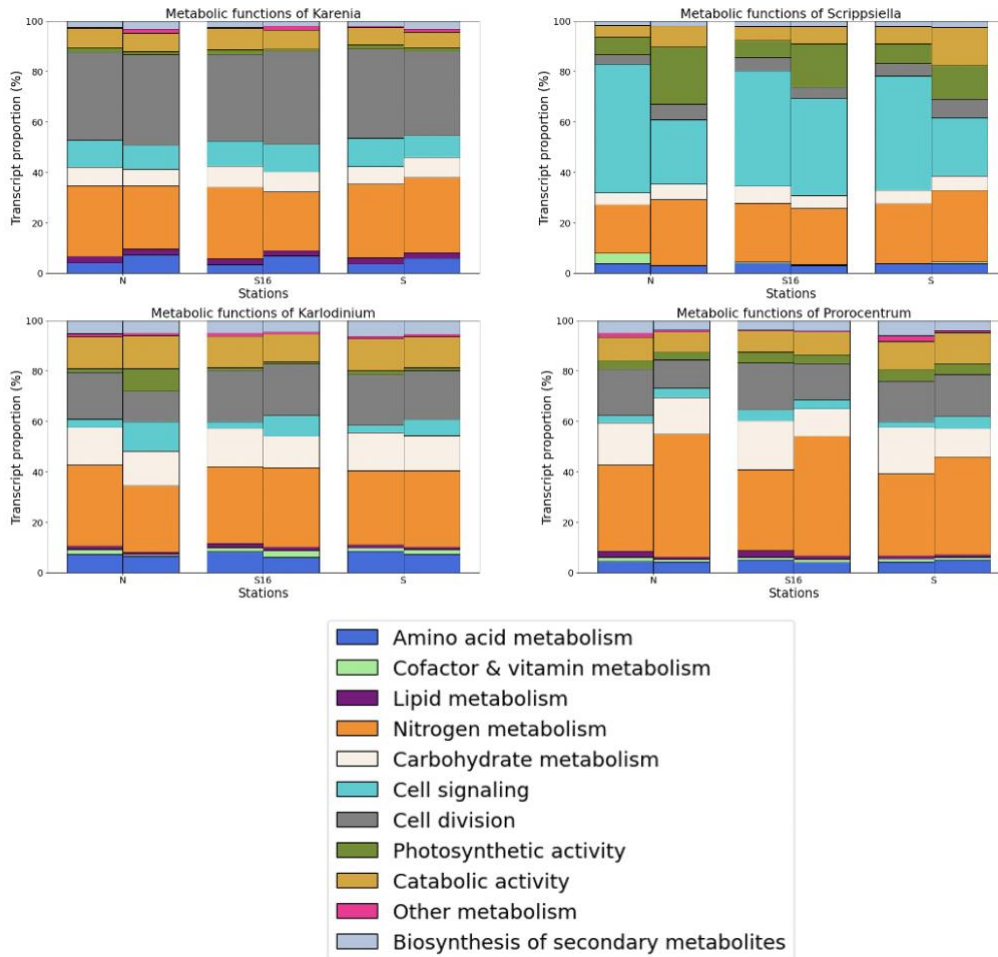 Metabolic functions of Karenia
Metabolic functions of Scrippsiella
100
80
60
40
20
0
Transcript proportion (%)
N
S16
S
Stations
100
80
60
40
20
0
Transcript proportion (%)
N
S16
S
Stations
Metabolic functions of Karlodinium
Metabolic functions of Prorocentrum
100
80
60
40
20
0
Transcript proportion (%)
N
S16
S
Stations
100
80
60
40
20
0
Transcript proportion (%)
N
S16
S
Stations
Amino acid metabolism
Cofactor & vitamin metabolism
Lipid metabolism
Nitrogen metabolism
Carbohydrate metabolism
Cell signaling
Cell division
Photosynthetic activity
Catabolic activity
Other metabolism
Biosynthesis of secondary metabolites